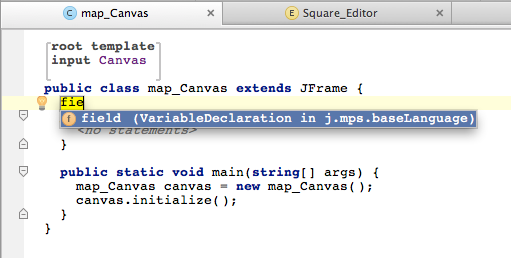 map_Canvas
Square_Editor
root template
input Canvas
public class map_Canvas extends JFrame {
fie
field (VariableDeclaration in j.mps.baseLanguage)
<no statements>
}
public static void main(string[] args) {
map_Canvas canvas = new map_Canvas();
canvas.initialize();
}
}